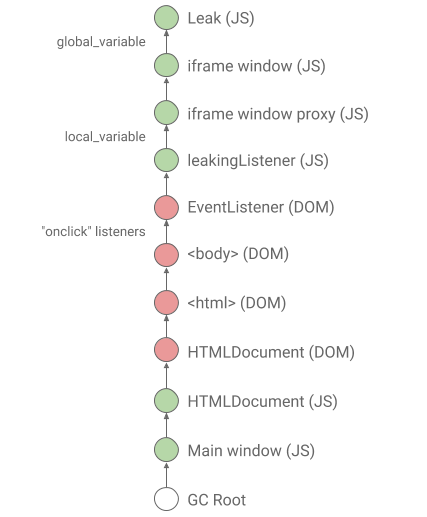 Leak (JS)
global_variable
iframe window (JS)
iframe window proxy (JS)
local_variable
leakingListener (JS)
EventListener (DOM)
"onclick" listeners
<body> (DOM)
<html> (DOM)
HTMLDocument (DOM)
HTMLDocument (JS)
Main window (JS)
GC Root